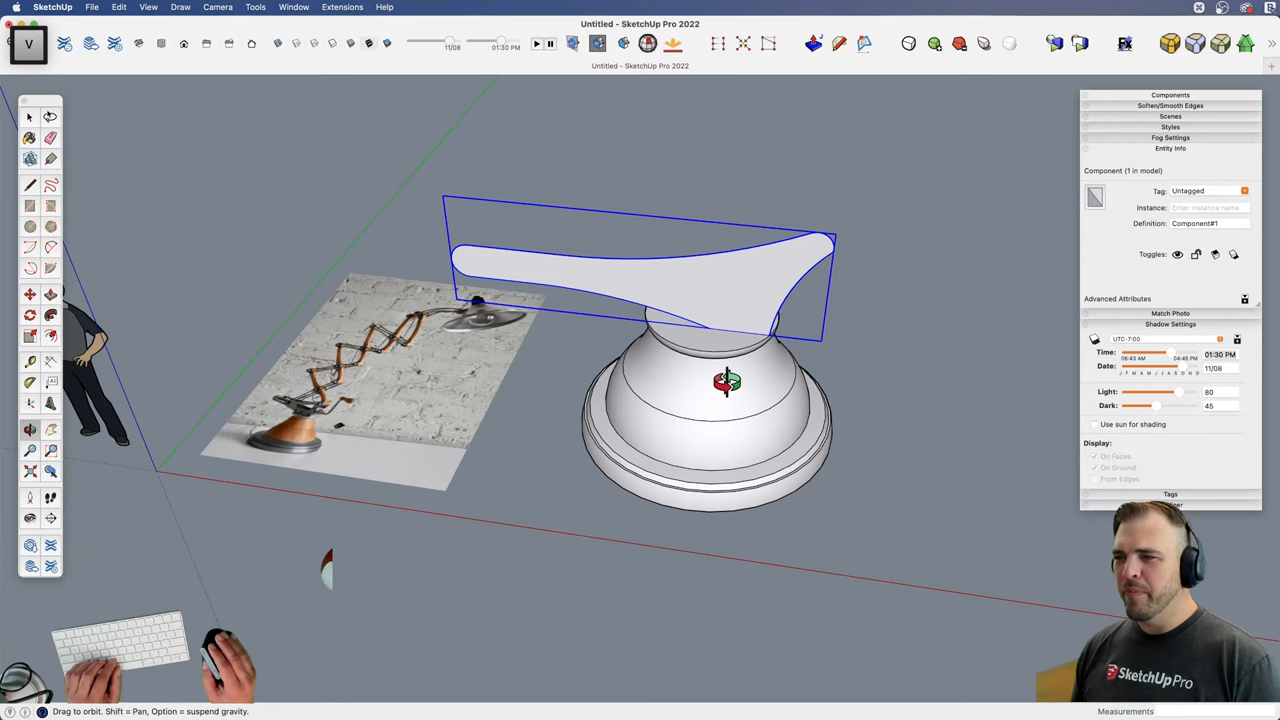 SketchUp File Edit View Camera Draw Tools Window Extensions Help
Untitled - SketchUp Pro 2022
V
11/08
01:30 PM
Fx
Untitled - SketchUp Pro 2022
Components
Soften/Smooth Edges
Scenes
Styles
Fog Settings
Entity Info
Component (1 in model)
Tag: Untagged
Instance: Enter instance name
Definition: Component#1
Toggles:
Advanced Attributes
Match Photo
Shadow Settings
UTC-7:00
Time: 01:30 PM
06:43 AM 04:45 PM
Date: 11/08
J F M A M J J A S O N D
Light: 80
Dark: 45
Use sun for shading
Display:
On Faces
On Ground
From Edges
Tags
SketchUp Pro
Drag to orbit. Shift = Pan, Option = suspend gravity.
Measurements